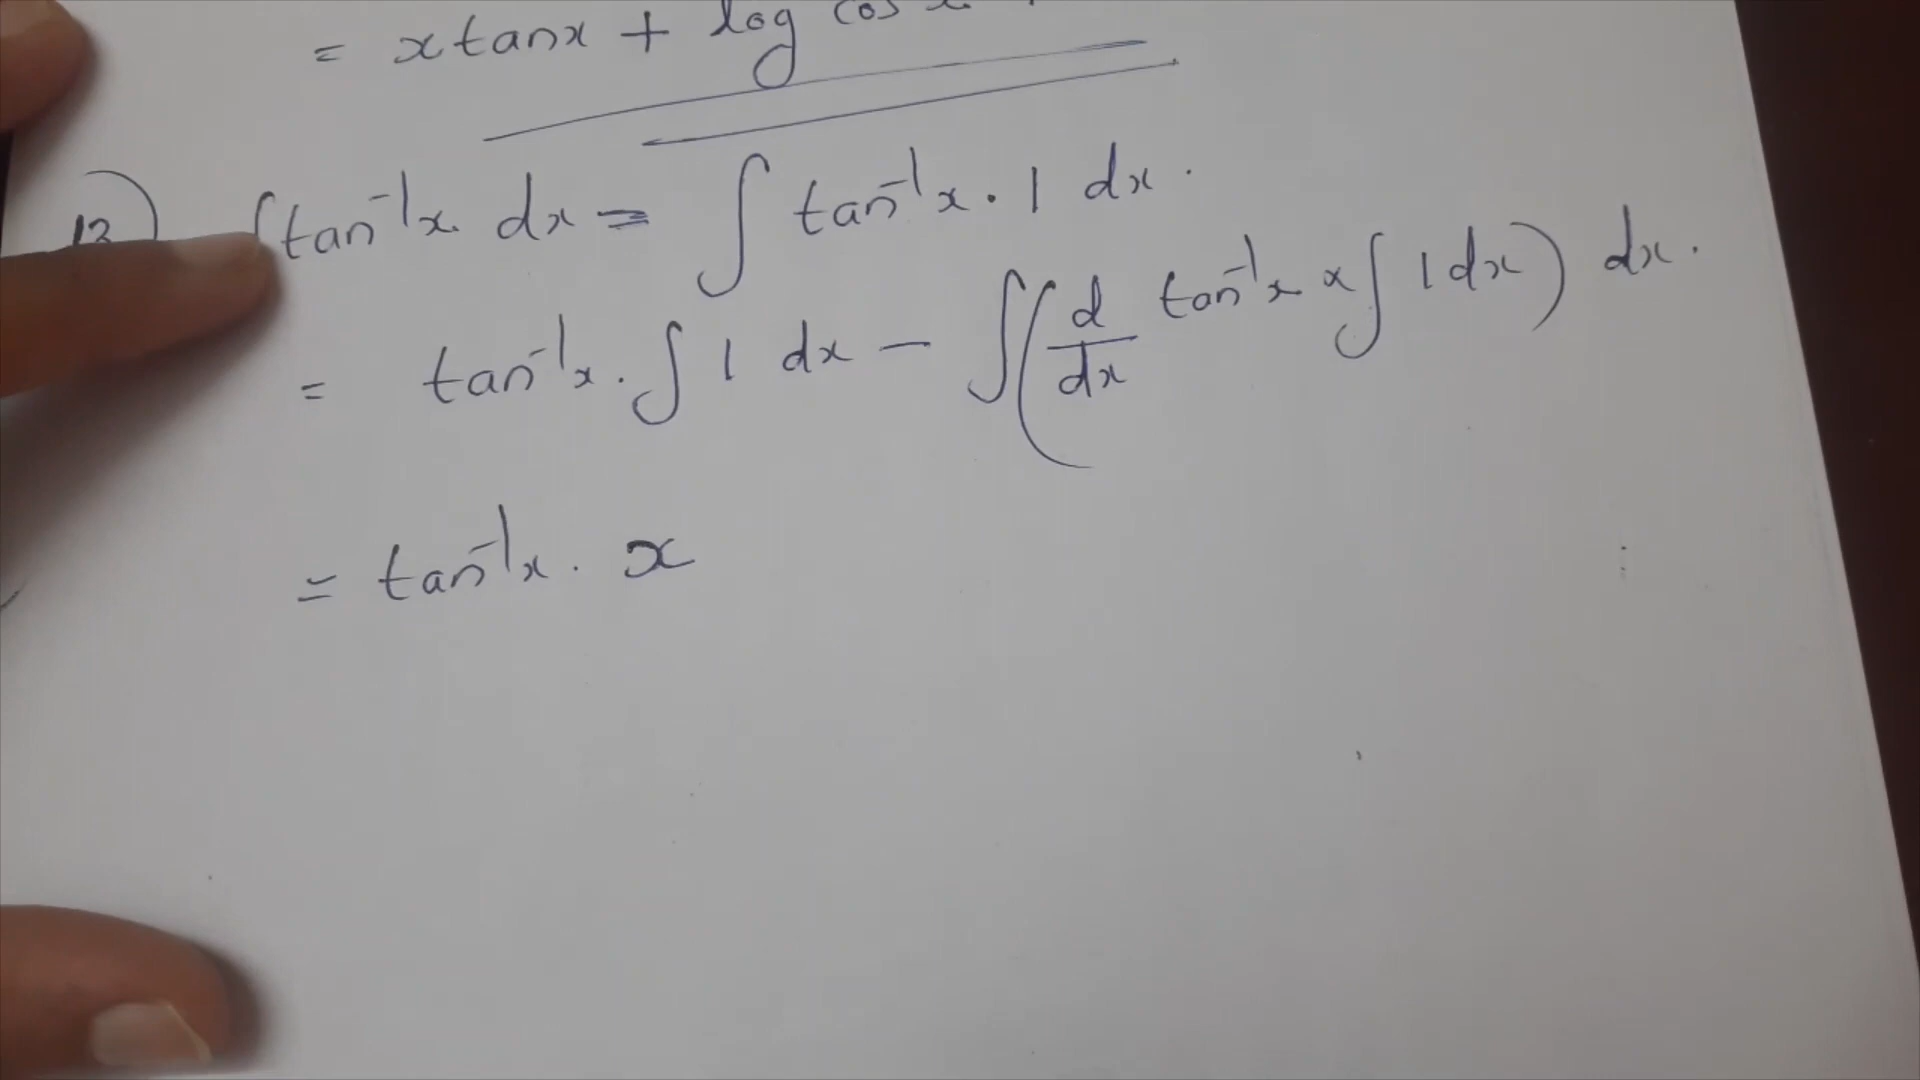 = x tanx + log cos x
13) ∫tan⁻¹x dx = ∫ tan⁻¹x . 1 dx .
= tan⁻¹x . ∫ 1 dx - ∫( d/dx tan⁻¹x × ∫ 1 dx ) dx .
= tan⁻¹x . x